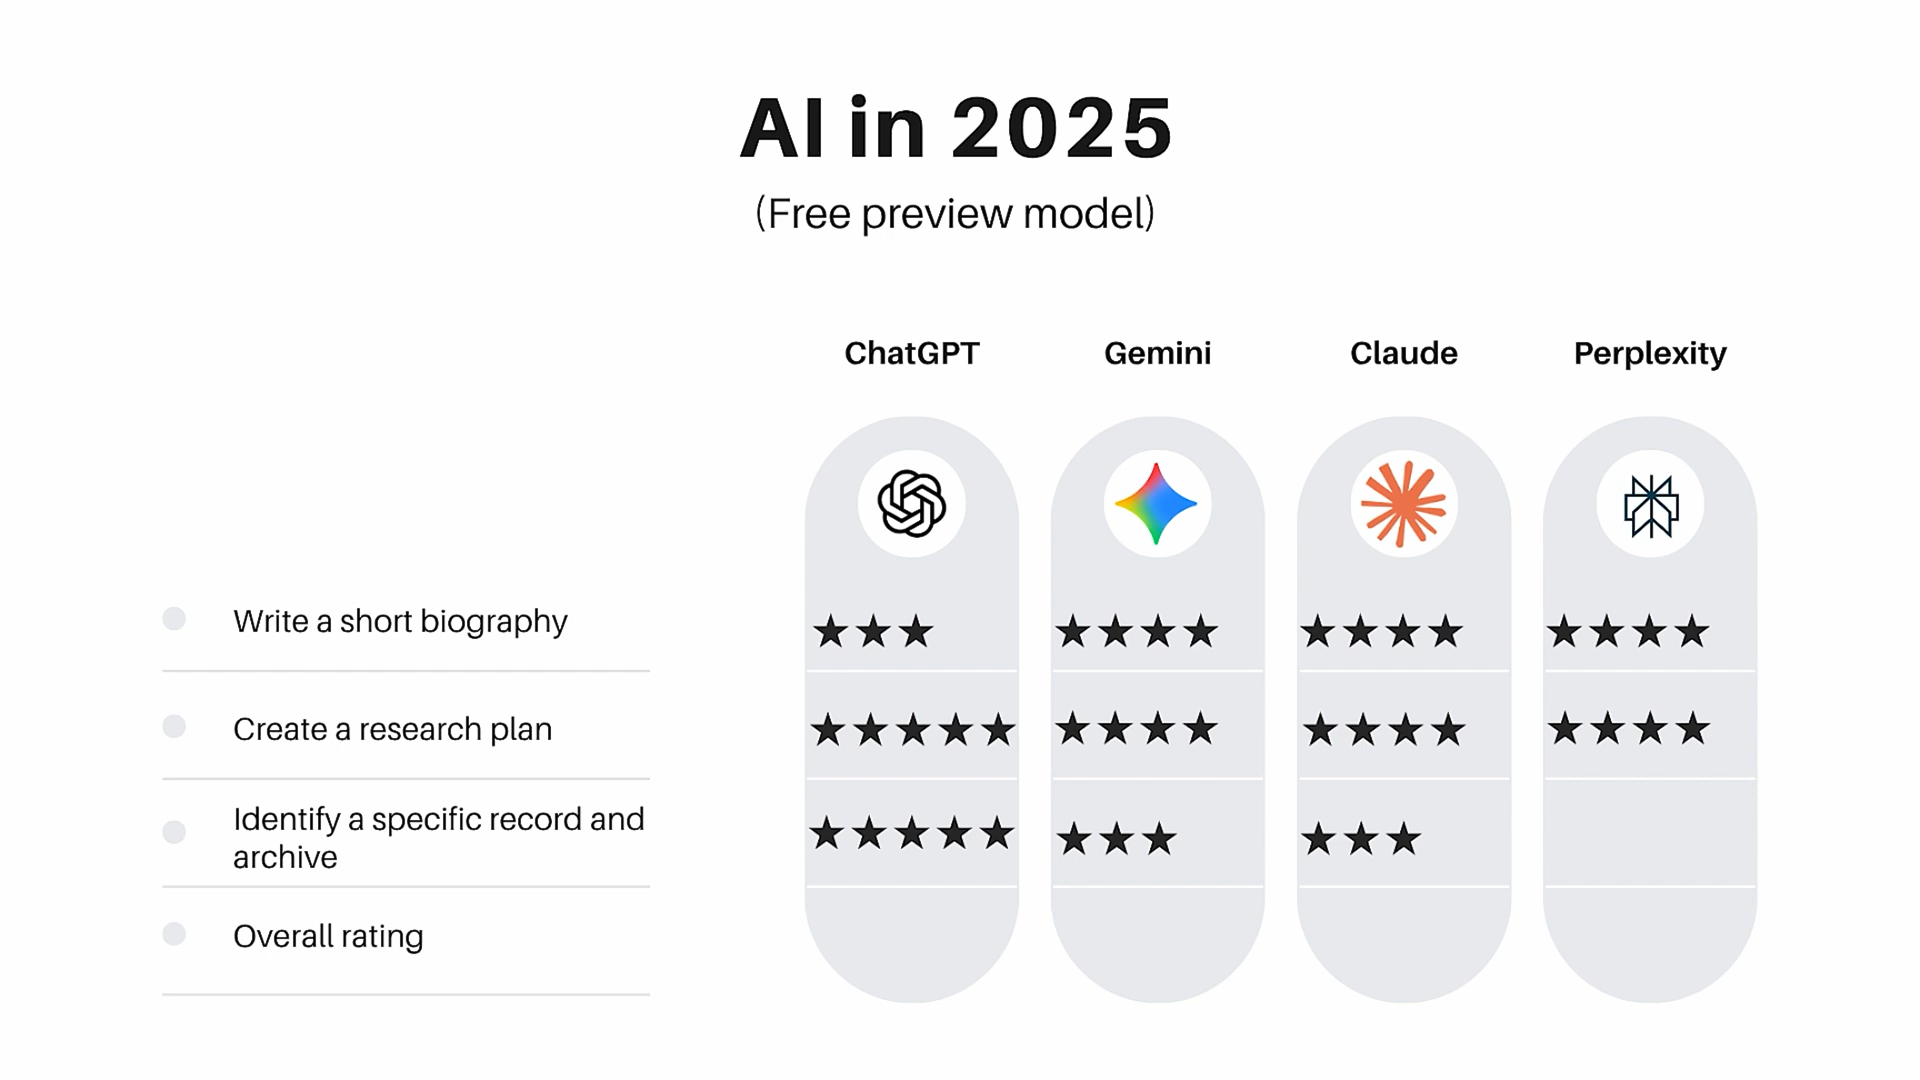 AI in 2025
(Free preview model)
ChatGPT Gemini Claude Perplexity
Write a short biography ★★★ ★★★★ ★★★★ ★★★★
Create a research plan ★★★★★ ★★★★ ★★★★ ★★★★
Identify a specific record and
archive ★★★★★ ★★★ ★★★
Overall rating